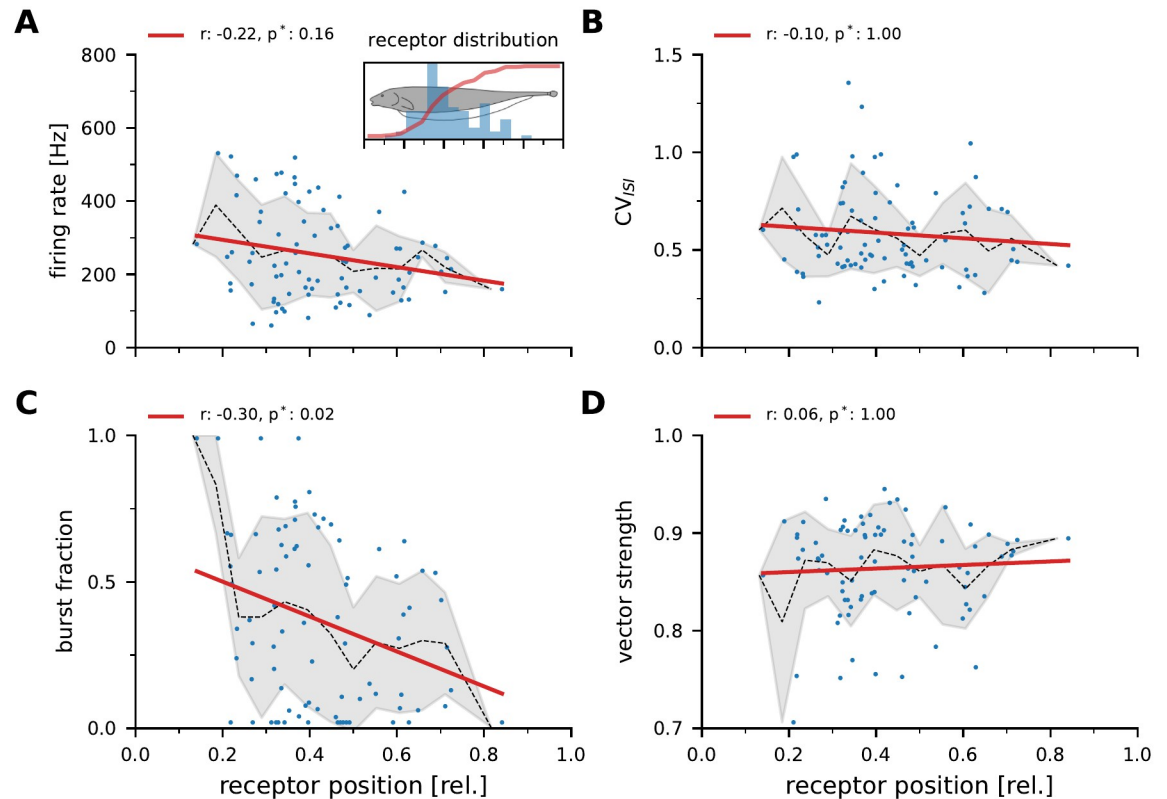 A
r: -0.22, p*: 0.16
receptor distribution
800
600
400
200
0
firing rate [Hz]
B
r: -0.10, p*: 1.00
1.5
1.0
0.5
0.0
CV_ISI
C
r: -0.30, p*: 0.02
1.0
0.5
0.0
burst fraction
0.0 0.2 0.4 0.6 0.8 1.0
receptor position [rel.]
D
r: 0.06, p*: 1.00
1.0
0.9
0.8
0.7
vector strength
0.0 0.2 0.4 0.6 0.8 1.0
receptor position [rel.]